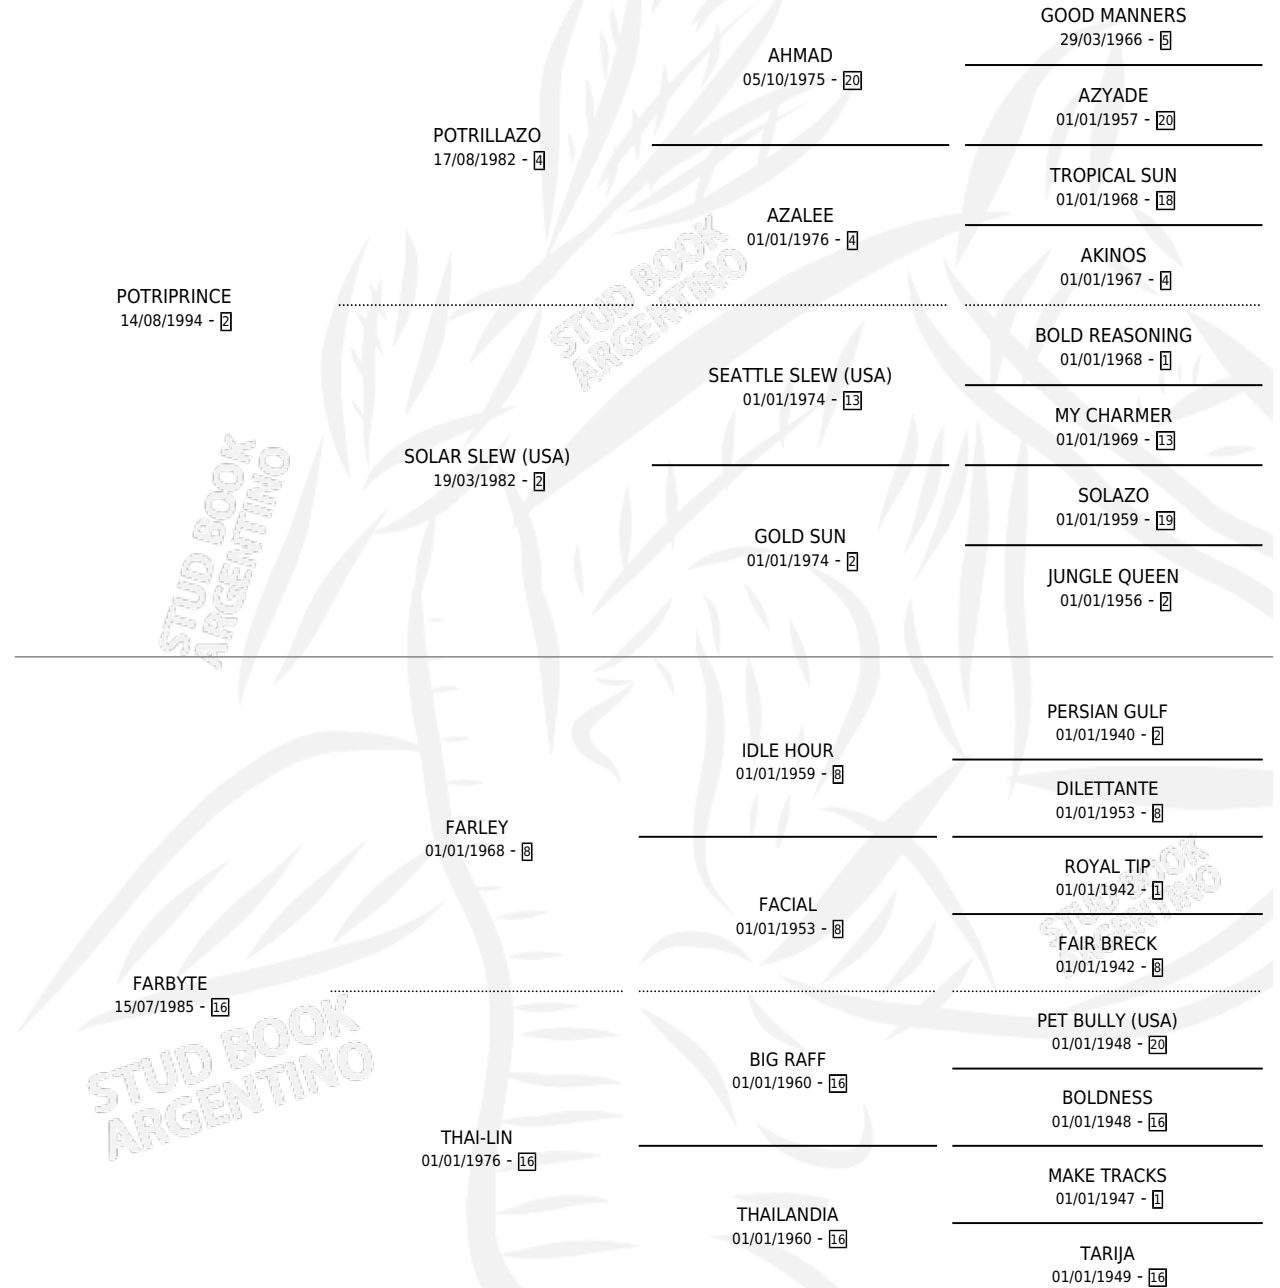 GOOD MANNERS
29/03/1966 - 5
AHMAD
05/10/1975 - 20
AZYADE
01/01/1957 - 20
POTRILLAZO
17/08/1982 - 4
TROPICAL SUN
01/01/1968 - 18
AZALEE
01/01/1976 - 4
AKINOS
01/01/1967 - 4
POTRIPRINCE
14/08/1994 - 2
STUD BOOK
ARGENTINO
BOLD REASONING
01/01/1968 - 1
SEATTLE SLEW (USA)
01/01/1974 - 13
MY CHARMER
01/01/1969 - 13
SOLAR SLEW (USA)
19/03/1982 - 2
SOLAZO
01/01/1959 - 19
GOLD SUN
01/01/1974 - 2
JUNGLE QUEEN
01/01/1956 - 2
STUD BOOK
ARGENTINO
PERSIAN GULF
01/01/1940 - 2
IDLE HOUR
01/01/1959 - 8
DILETTANTE
01/01/1953 - 8
FARLEY
01/01/1968 - 8
ROYAL TIP
01/01/1942 - 1
FACIAL
01/01/1953 - 8
FAIR BRECK
01/01/1942 - 8
STUD BOOK
ARGENTINO
FARBYTE
15/07/1985 - 16
PET BULLY (USA)
01/01/1948 - 20
BIG RAFF
01/01/1960 - 16
BOLDNESS
01/01/1948 - 16
STUD BOOK
ARGENTINO
THAI-LIN
01/01/1976 - 16
MAKE TRACKS
01/01/1947 - 1
THAILANDIA
01/01/1960 - 16
TARIJA
01/01/1949 - 16